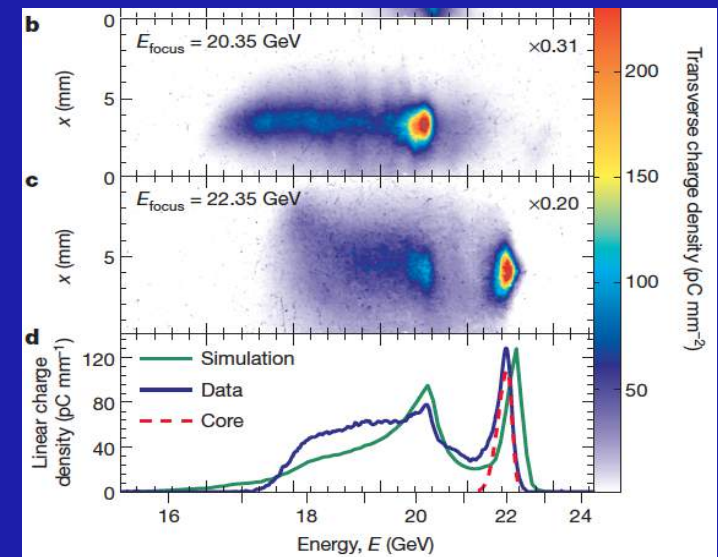 b
0
E focus = 20.35 GeV
×0.31
x (mm)
5
0
c
E focus = 22.35 GeV
×0.20
x (mm)
5
d
120
80
40
0
Linear charge
density (pC mm⁻¹)
Simulation
Data
Core
16 18 20 22 24
Energy, E (GeV)
200
150
100
50
Transverse charge density (pC mm⁻²)